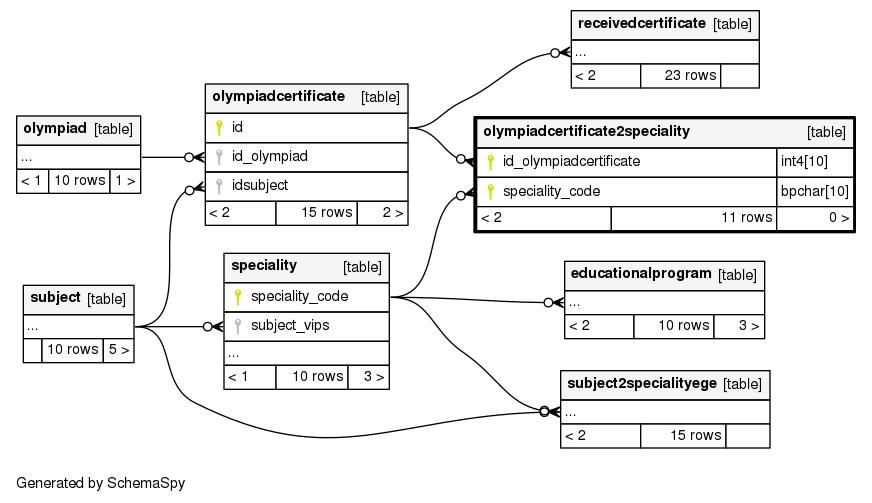 receivedcertificate [table]
...
< 2 23 rows
olympiadcertificate [table]
id
id_olympiad
idsubject
< 2 15 rows 2 >
olympiad [table]
...
< 1 10 rows 1 >
olympiadcertificate2speciality [table]
id_olympiadcertificate int4[10]
speciality_code bpchar[10]
< 2 11 rows 0 >
speciality [table]
speciality_code
subject_vips
...
< 1 10 rows 3 >
educationalprogram [table]
...
< 2 10 rows 3 >
subject [table]
...
10 rows 5 >
subject2specialityege [table]
...
< 2 15 rows
Generated by SchemaSpy